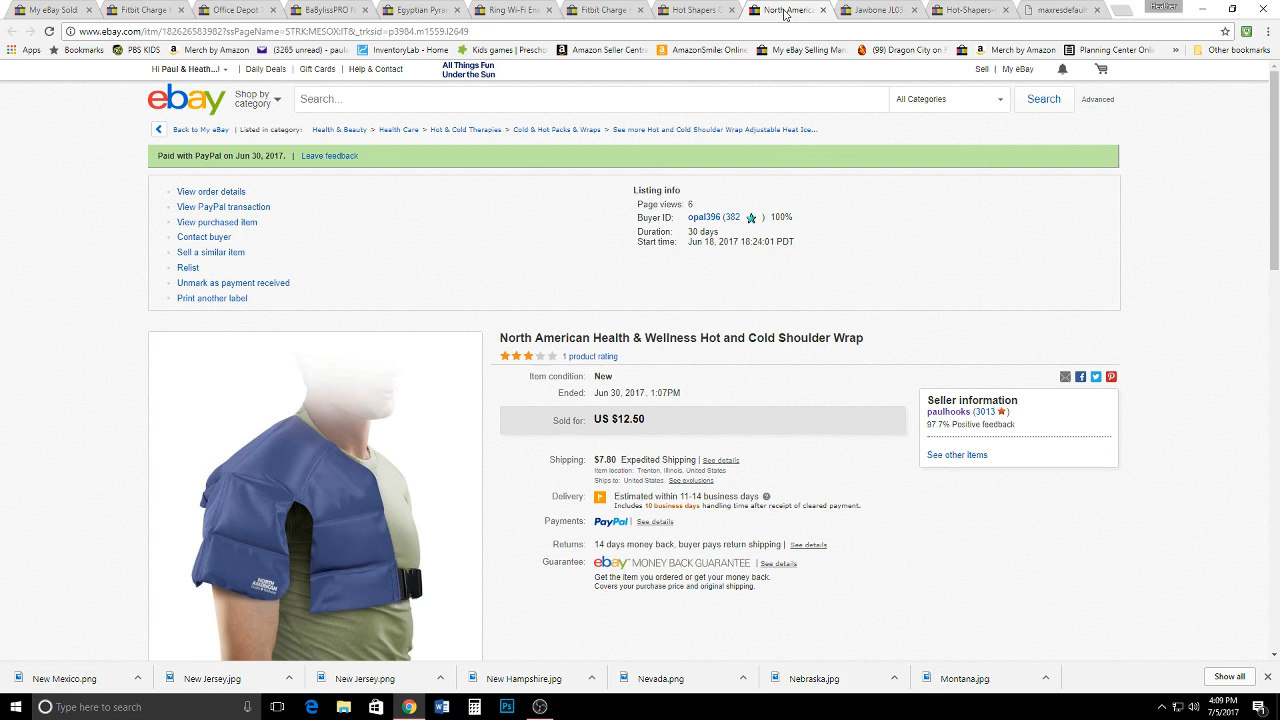 My eBay Sold
Fitbit Charge
Office Depot
BaBylissPRO N
Egyptian Pyra
Ring Wi-Fi Ena
Fitbit Charge
Hot Shapers C
North America
Jawbone JLC0
Hot-Shapers-
maxresdefault
Heather
https://www.ebay.com/itm/182626583982?ssPageName=STRK:MESOX:IT&_trksid=p3984.m1559.l2649
Apps
Bookmarks
PBS KIDS
Merch by Amazon
(3265 unread) - paulh
InventoryLab - Home
Kids games | Preschoo
Amazon Seller Centra
AmazonSmile: Online
My eBay Selling Man
(99) Dragon City on F
Merch by Amazon
Planning Center Onlin
»
Other bookmarks
Hi Paul & Heath...!
Daily Deals
Gift Cards
Help & Contact
All Things Fun
Under the Sun
Sell
My eBay
ebay
Shop by
category
Search...
All Categories
Search
Advanced
Back to My eBay | Listed in category: Health & Beauty > Health Care > Hot & Cold Therapies > Cold & Hot Packs & Wraps > See more Hot and Cold Shoulder Wrap Adjustable Heat Ice...
Paid with PayPal on Jun 30, 2017. | Leave feedback
View order details
View PayPal transaction
View purchased item
Contact buyer
Sell a similar item
Relist
Unmark as payment received
Print another label
Listing info
Page views: 6
Buyer ID: opal396 (382 ) 100%
Duration: 30 days
Start time: Jun 18, 2017 18:24:01 PDT
North American Health & Wellness Hot and Cold Shoulder Wrap
1 product rating
Item condition: New
Ended: Jun 30, 2017 , 1:07PM
Sold for: US $12.50
Shipping: $7.80 Expedited Shipping | See details
Item location: Trenton, Illinois, United States
Ships to: United States See exclusions
Delivery: Estimated within 11-14 business days
Includes 10 business days handling time after receipt of cleared payment.
Payments: PayPal | See details
Returns: 14 days money back, buyer pays return shipping | See details
Guarantee: ebay MONEY BACK GUARANTEE | See details
Get the item you ordered or get your money back.
Covers your purchase price and original shipping.
Seller information
paulhooks (3013 )
97.7% Positive feedback
See other items
NORTH
AMERICAN
New Mexico.png
New Jersey.jpg
New Jersey.png
New Hampshire.jpg
Nevada.png
Nebraska.jpg
Montana.jpg
Show all
Type here to search
4:09 PM
7/5/2017